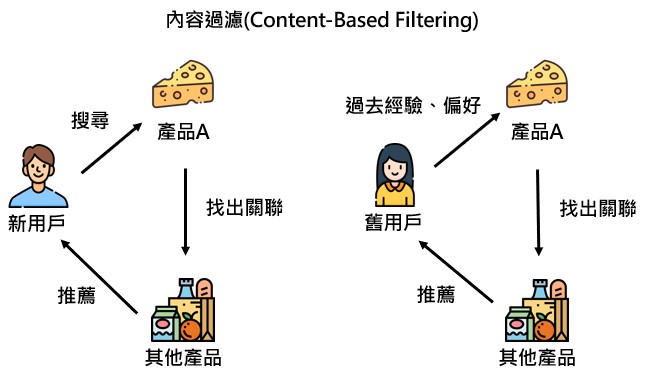 內容過濾(Content-Based Filtering)
搜尋
產品A
新用戶
找出關聯
推薦
其他產品
過去經驗、偏好
產品A
舊用戶
找出關聯
推薦
其他產品